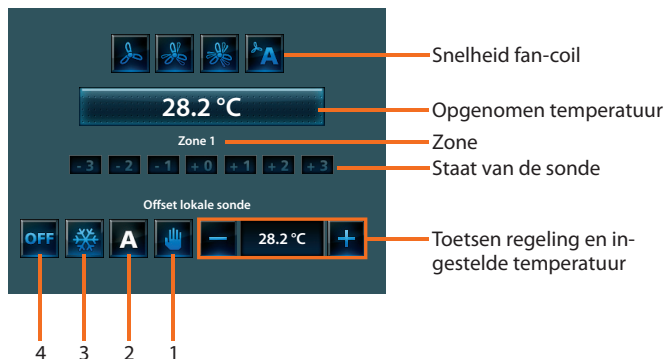 A
Snelheid fan-coil
28.2 °C
Opgenomen temperatuur
Zone 1
Zone
- 3 - 2 - 1 + 0 + 1 + 2 + 3
Staat van de sonde
Offset lokale sonde
OFF A − 28.2 °C +
Toetsen regeling en in-
gestelde temperatuur
4 3 2 1